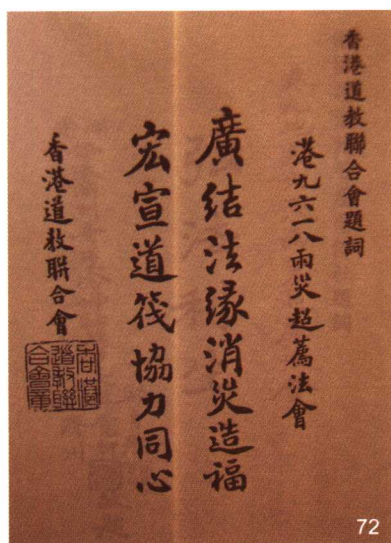 香港道教聯合會題詞
港九六一八雨災超薦法會
廣結法緣消災造福
宏宣道筏協力同心
香港道教聯合會
72